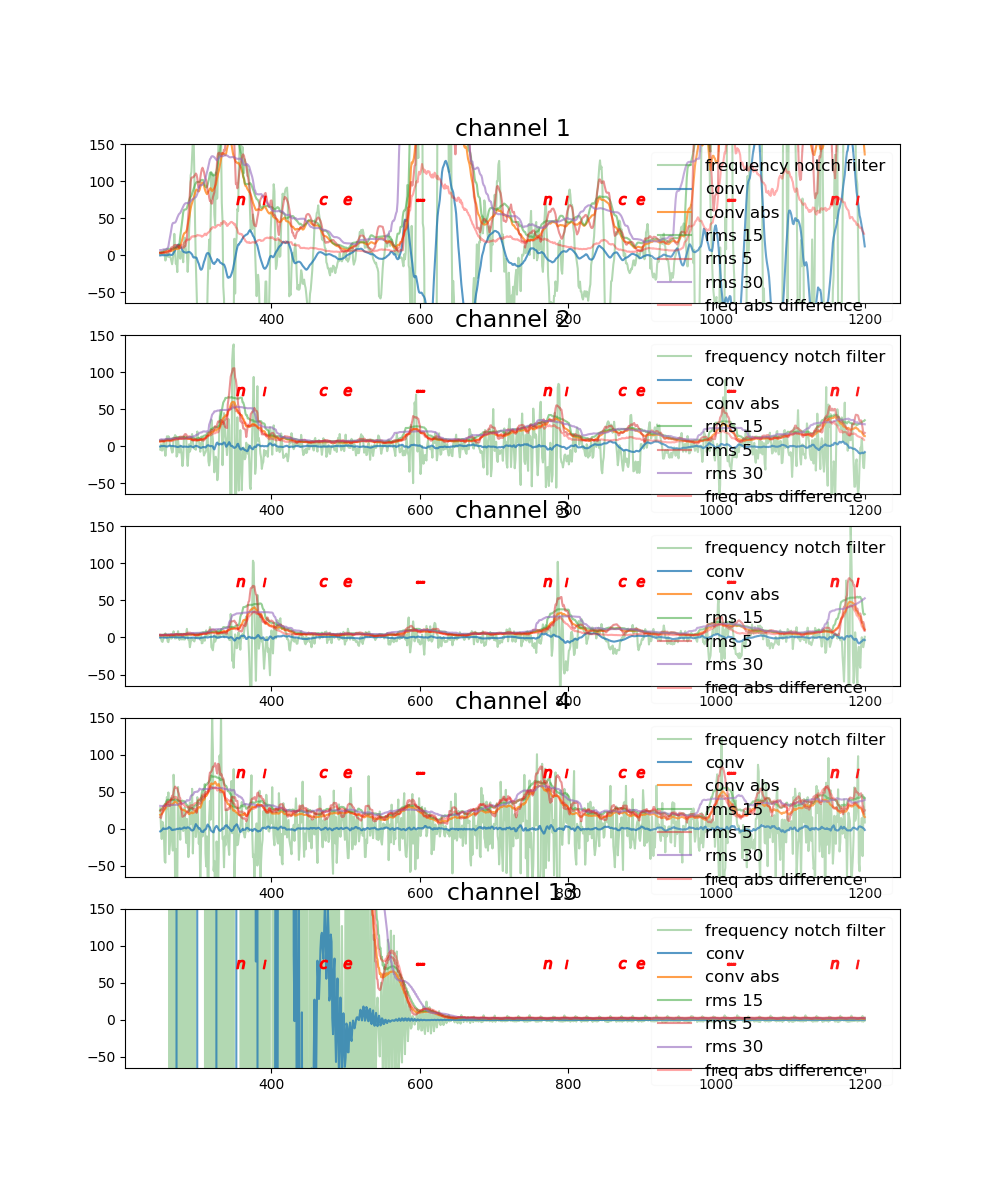 channel 1
150
100
50
0
−50
n ı c e – n ı c e – n ı
frequency notch filter
conv
conv abs
rms 15
rms 5
rms 30
freq abs difference
400 600 800 1000 1200
channel 2
150
100
50
0
−50
n ı c e – n ı c e – n ı
frequency notch filter
conv
conv abs
rms 15
rms 5
rms 30
freq abs difference
400 600 800 1000 1200
channel 3
150
100
50
0
−50
n ı c e – n ı c e – n ı
frequency notch filter
conv
conv abs
rms 15
rms 5
rms 30
freq abs difference
400 600 800 1000 1200
channel 4
150
100
50
0
−50
n ı c e – n ı c e – n ı
frequency notch filter
conv
conv abs
rms 15
rms 5
rms 30
freq abs difference
400 600 800 1000 1200
channel 13
150
100
50
0
−50
n ı c e – n ı c e – n ı
frequency notch filter
conv
conv abs
rms 15
rms 5
rms 30
freq abs difference
400 600 800 1000 1200